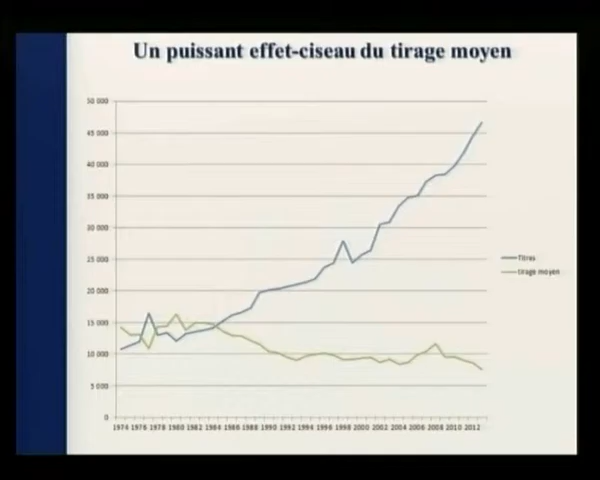 Un puissant effet-ciseau du tirage moyen
50 000
45 000
40 000
35 000
30 000
25 000
20 000
15 000
10 000
5 000
0
1974 1976 1978 1980 1982 1984 1986 1988 1990 1992 1994 1996 1998 2000 2002 2004 2006 2008 2010 2012
Titres
tirage moyen